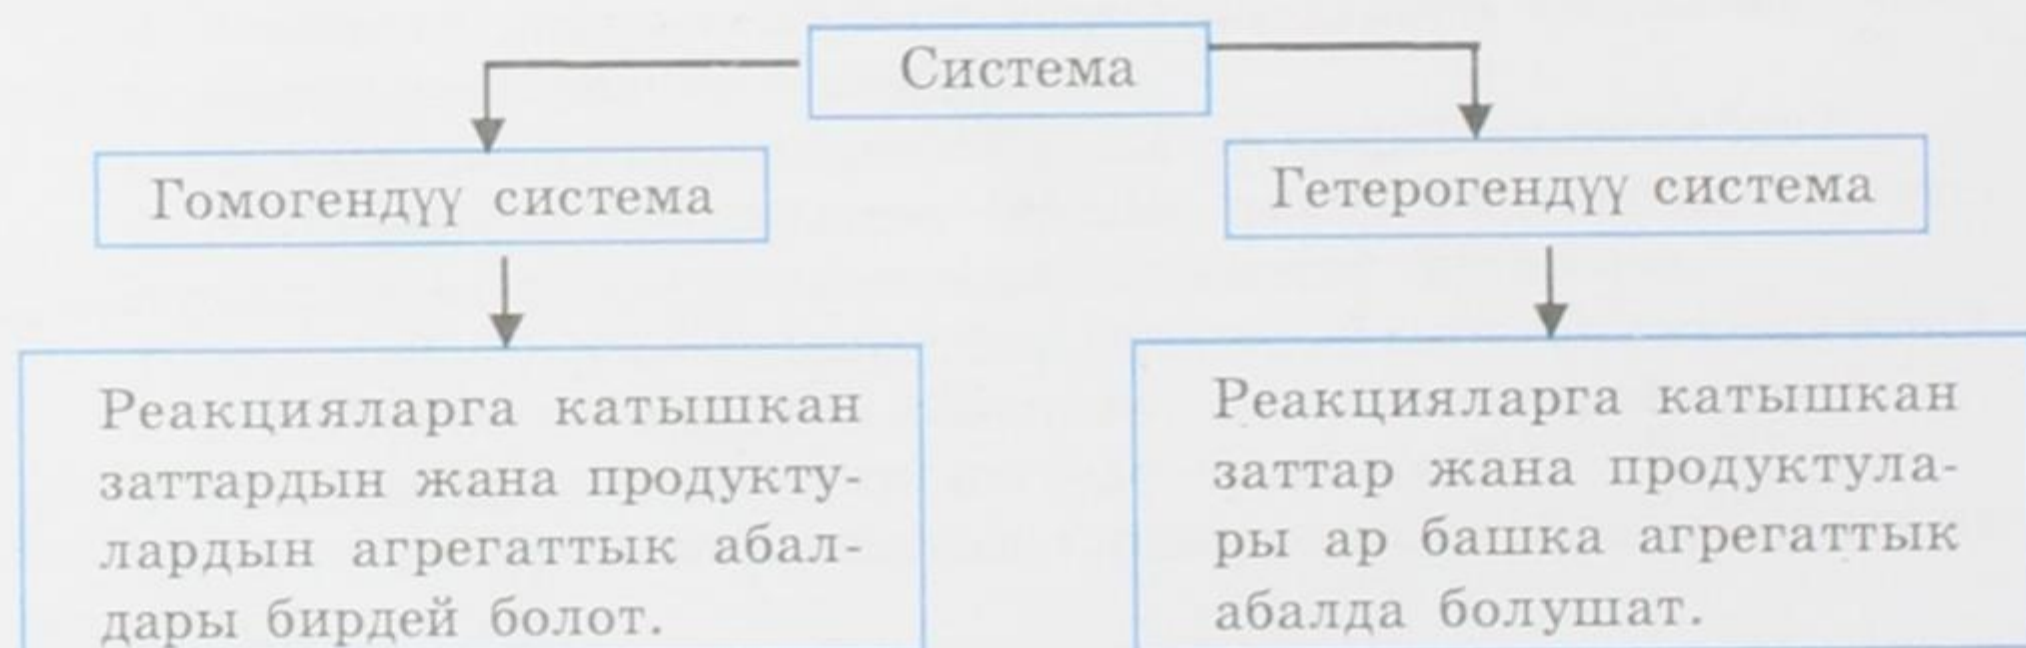 Система
Гомогендүү система
Гетерогендүү система
Реакцияларга катышкан
заттардын жана продукту-
лардын агрегаттык абал-
дары бирдей болот.
Реакцияларга катышкан
заттар жана продуктула-
ры ар башка агрегаттык
абалда болушат.